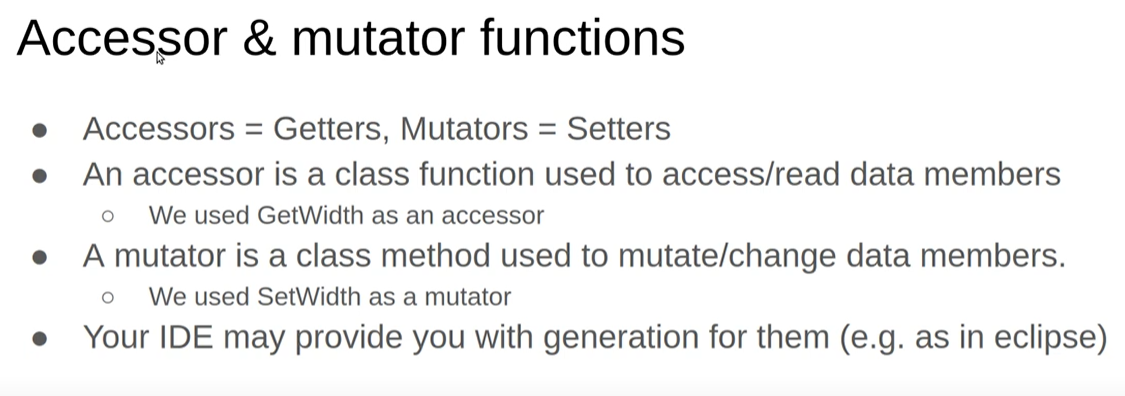 Accessor & mutator functions
● Accessors = Getters, Mutators = Setters
● An accessor is a class function used to access/read data members
○ We used GetWidth as an accessor
● A mutator is a class method used to mutate/change data members.
○ We used SetWidth as a mutator
● Your IDE may provide you with generation for them (e.g. as in eclipse)